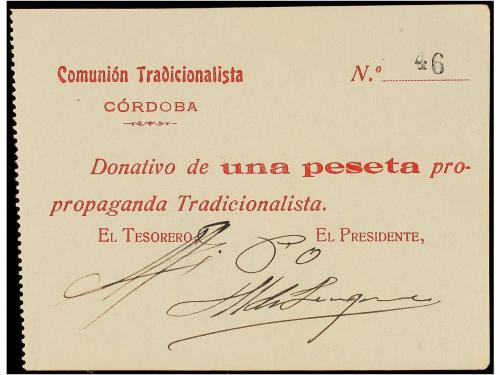 Comunión Tradicionalista N.º 46
CÓRDOBA
Donativo de una peseta pro-
propaganda Tradicionalista.
EL TESORERO EL PRESIDENTE,
P O